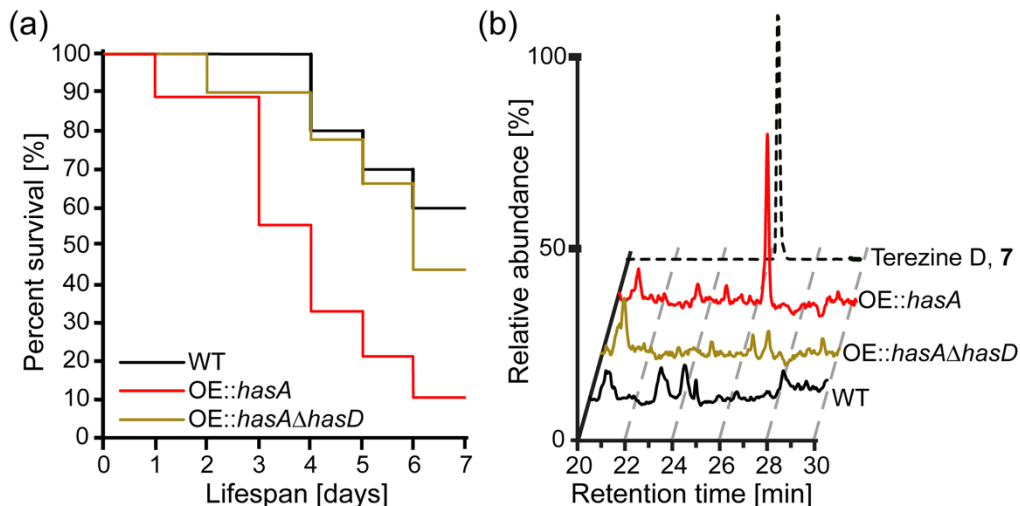 (a)
Percent survival [%]
100
90
80
70
60
50
40
30
20
10
0
WT
OE::hasA
OE::hasAΔhasD
0 1 2 3 4 5 6 7
Lifespan [days]
(b)
Relative abundance [%]
100
50
0
Terezine D, 7
OE::hasA
OE::hasAΔhasD
WT
20 22 24 26 28 30
Retention time [min]